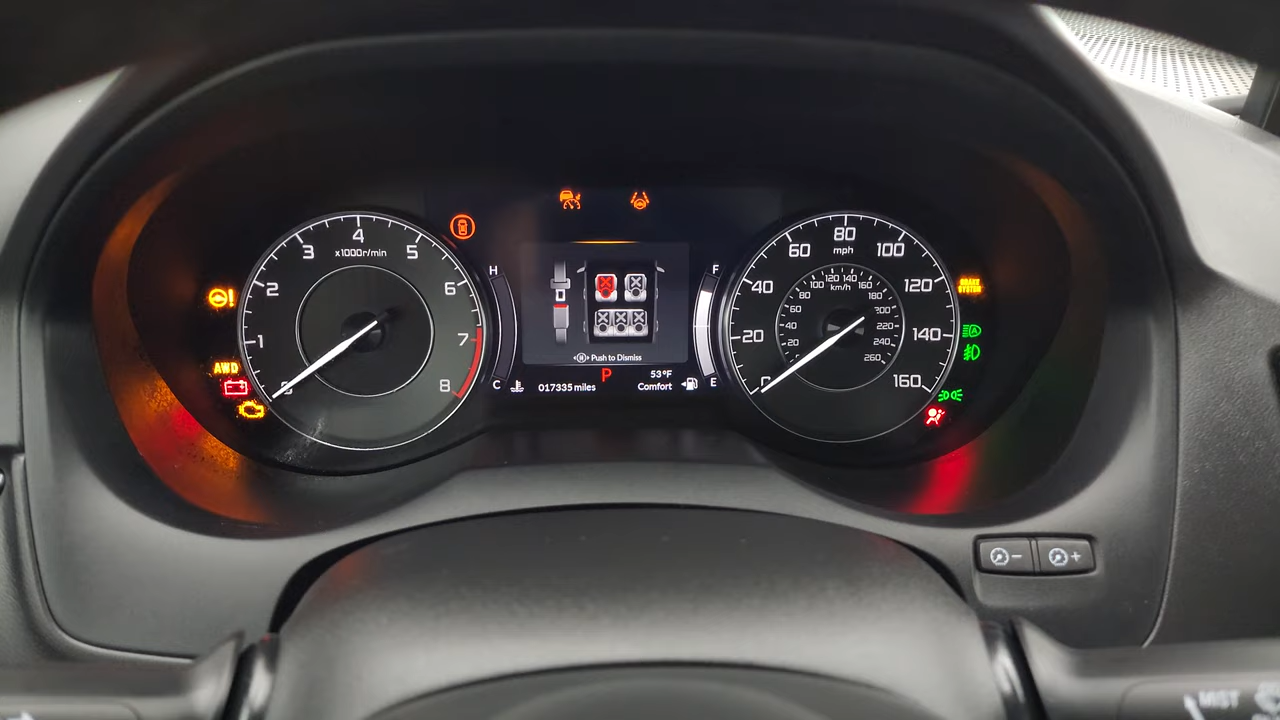 x1000r/min
0
1
2
3
4
5
6
7
8
AWD
H
C
Push to Dismiss
P
017335 miles
53°F
Comfort
F
E
mph
0
20
40
60
80
100
120
140
160
km/h
20
40
60
80
100
120
140
160
180
200
220
240
260
BRAKE
SYSTEM
A
MIST